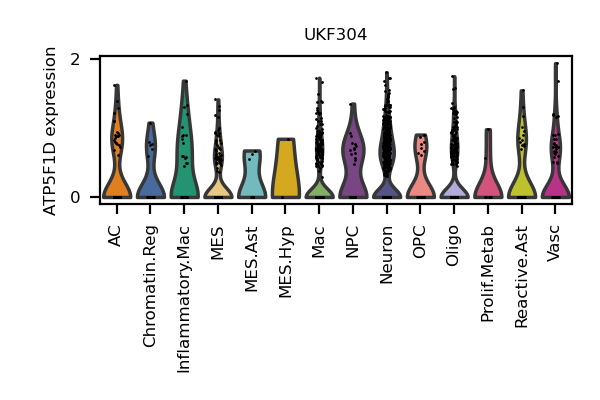 UKF304
ATP5F1D expression
2
0
AC
Chromatin.Reg
Inflammatory.Mac
MES
MES.Ast
MES.Hyp
Mac
NPC
Neuron
OPC
Oligo
Prolif.Metab
Reactive.Ast
Vasc